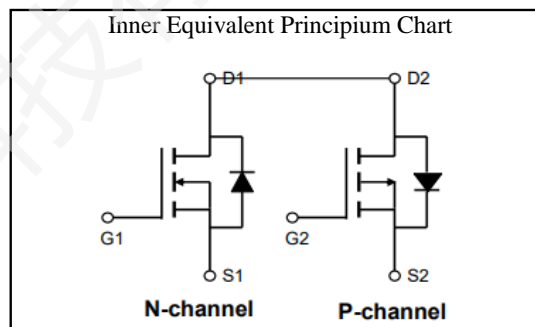 Inner Equivalent Principium Chart
D1 D2
G1 G2
S1 S2
N-channel P-channel